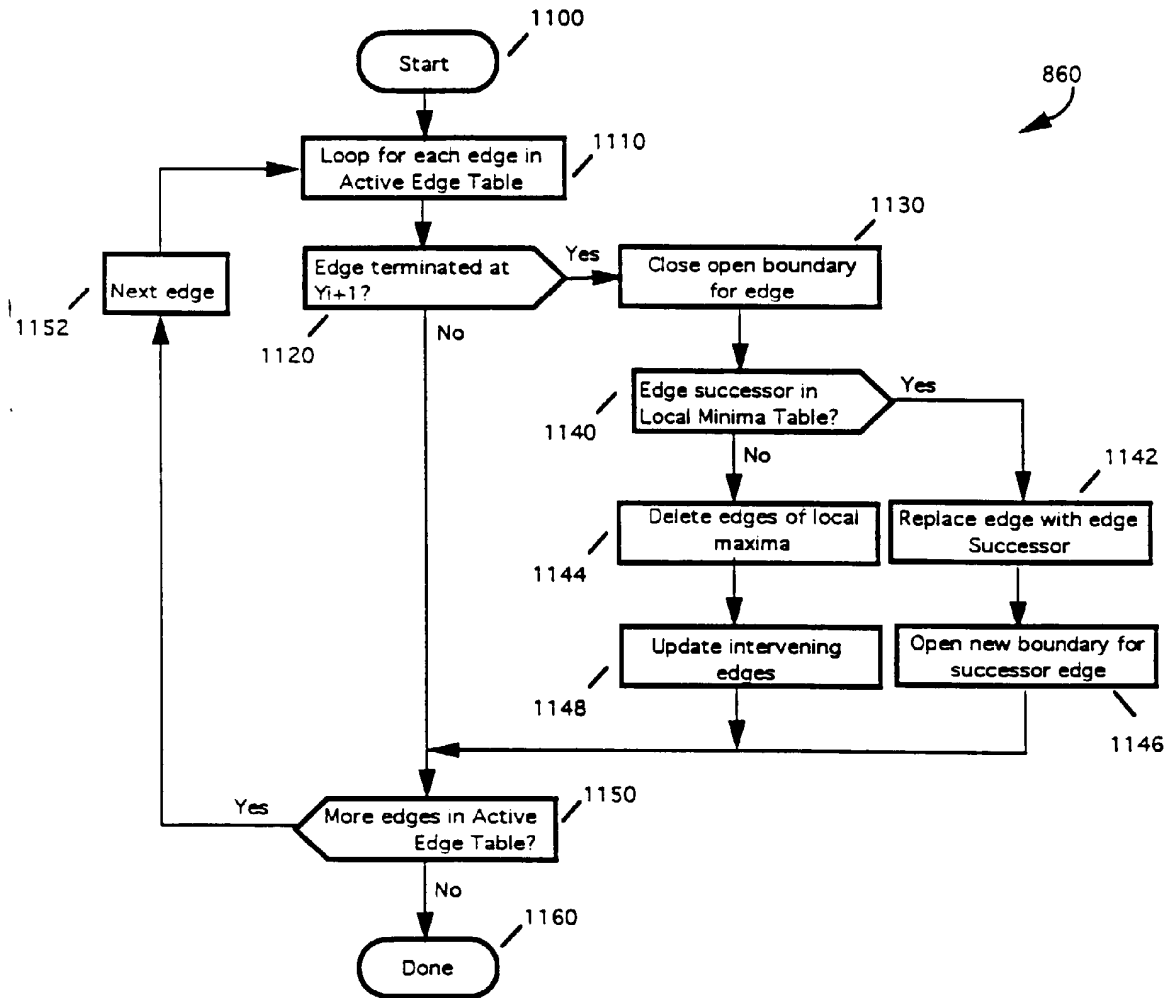 1100
Start
860
Loop for each edge in
Active Edge Table
1110
1130
Edge terminated at
Yi+1?
Yes
Close open boundary
for edge
Next edge
1152
1120
No
Edge successor in
Local Minima Table?
Yes
1140
No
1142
Delete edges of local
maxima
Replace edge with edge
Successor
1144
Update intervening
edges
Open new boundary for
successor edge
1148
1146
Yes
More edges in Active
Edge Table?
1150
No
1160
Done